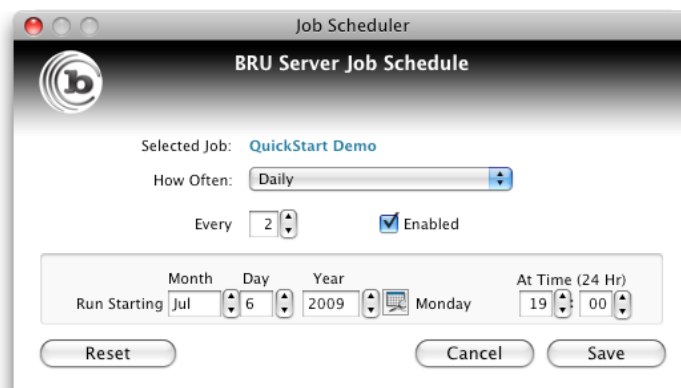 Job Scheduler
b
BRU Server Job Schedule
Selected Job: QuickStart Demo
How Often: Daily
Every 2 Enabled
Month Day Year At Time (24 Hr)
Run Starting Jul 6 2009 Monday 19 : 00
Reset Cancel Save